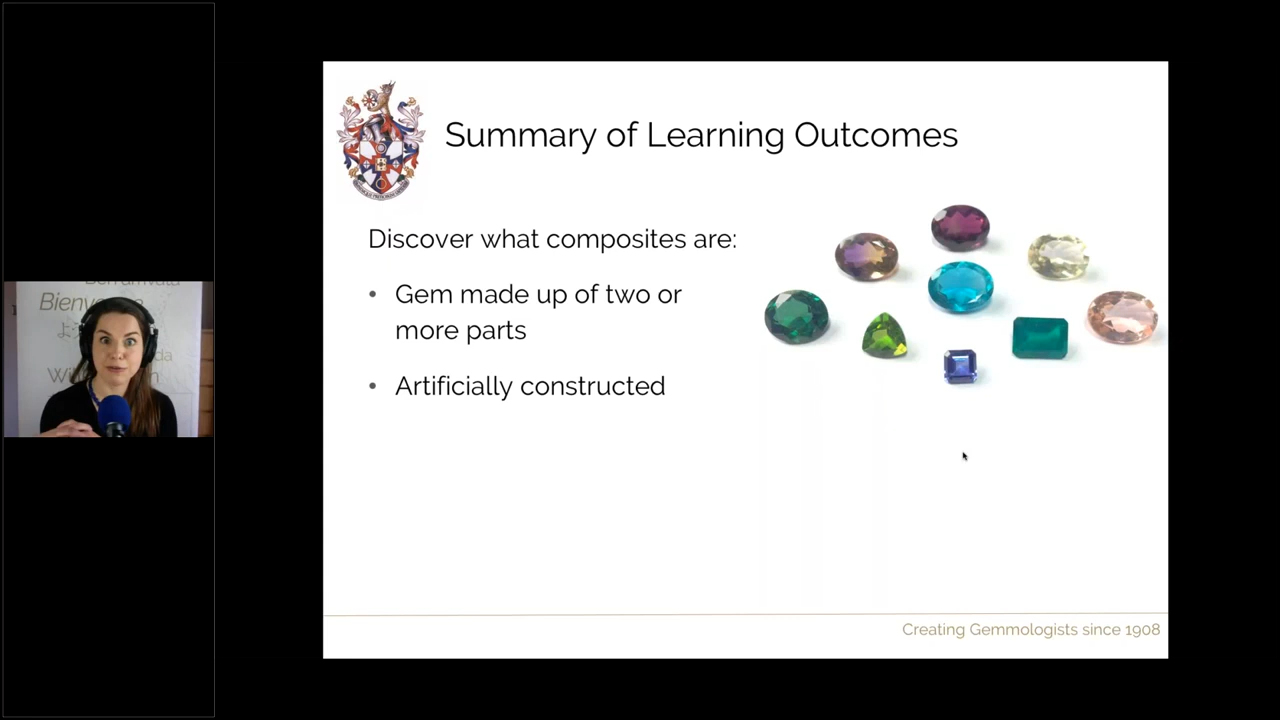 Summary of Learning Outcomes
Discover what composites are:
• Gem made up of two or
more parts
• Artificially constructed
Creating Gemmologists since 1908